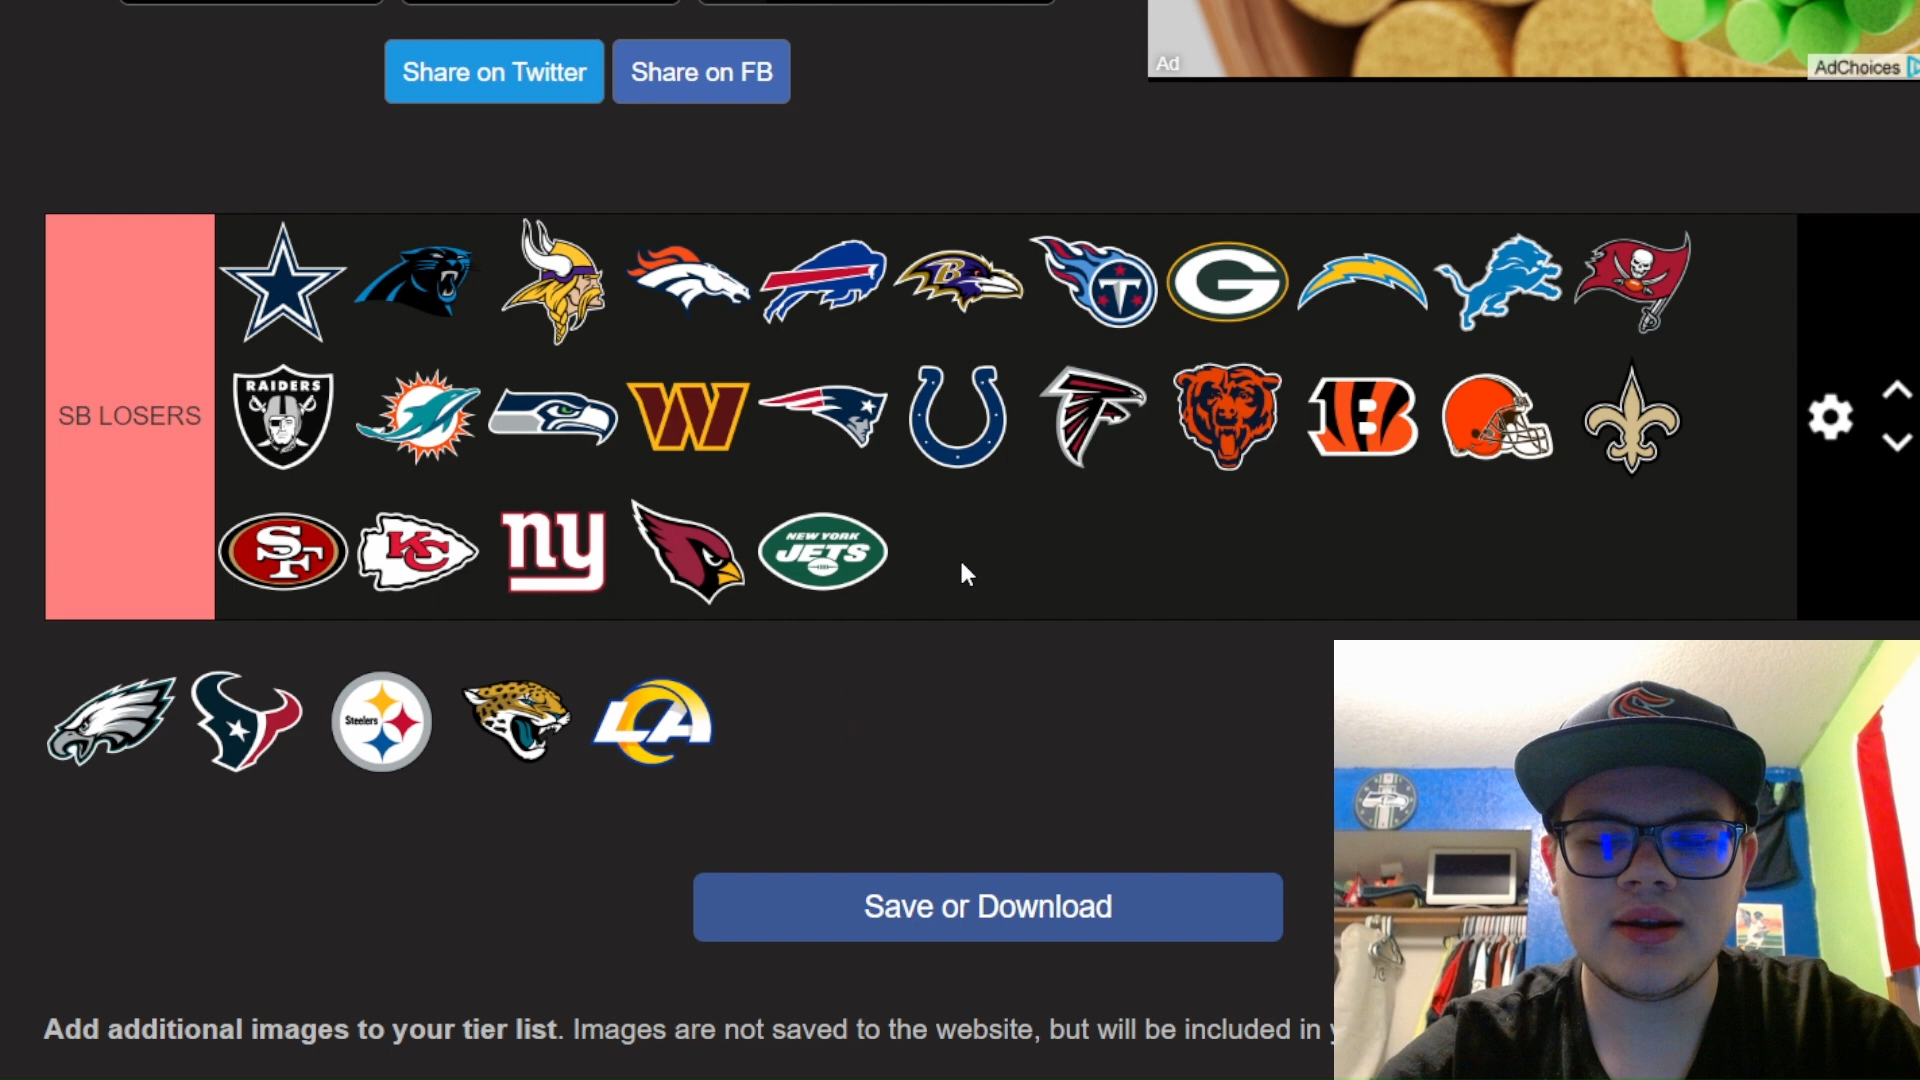 Share on Twitter
Share on FB
Ad
AdChoices
SB LOSERS
B
T
G
RAIDERS
W
B
SF
KC
ny
NEW YORK
JETS
Steelers
LA
Save or Download
Add additional images to your tier list. Images are not saved to the website, but will be included in